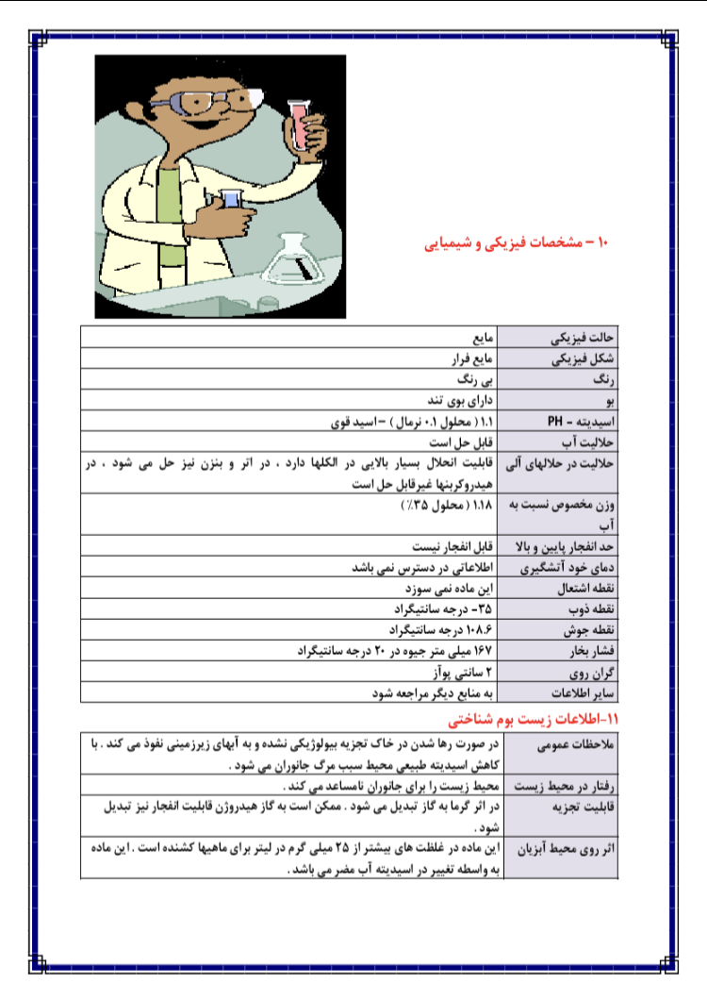 ۱۰ – مشخصات فیزیکی و شیمیایی
حالت فیزیکی مایع
شکل فیزیکی مایع فرار
رنگ بی رنگ
بو دارای بوی تند
اسیدیته – PH ۱.۱ ( محلول ۰.۱ نرمال ) –اسید قوی
حلالیت آب قابل حل است
حلالیت در حلالهای آلی قابلیت انحلال بسیار بالایی در الکلها دارد ، در اتر و بنزن نیز حل می شود ، در
هیدروکربنها غیرقابل حل است
وزن مخصوص نسبت به ۱.۱۸ ( محلول ۳۵٪ )
آب
حد انفجار پایین و بالا قابل انفجار نیست
دمای خود آتشگیری اطلاعاتی در دسترس نمی باشد
نقطه اشتعال این ماده نمی سوزد
نقطه ذوب ۳۵- درجه سانتیگراد
نقطه جوش ۱۰۸.۶ درجه سانتیگراد
فشار بخار ۱۶۷ میلی متر جیوه در ۲۰ درجه سانتیگراد
گران روی ۲ سانتی پوآز
سایر اطلاعات به منابع دیگر مراجعه شود
۱۱-اطلاعات زیست بوم شناختی
ملاحظات عمومی در صورت رها شدن در خاک تجزیه بیولوژیکی نشده و به آبهای زیرزمینی نفوذ می کند . با
کاهش اسیدیته طبیعی محیط سبب مرگ جانوران می شود .
رفتار در محیط زیست محیط زیست را برای جانوران نامساعد می کند .
قابلیت تجزیه در اثر گرما به گاز تبدیل می شود . ممکن است به گاز هیدروژن قابلیت انفجار نیز تبدیل
شود .
اثر روی محیط آبزیان این ماده در غلظت های بیشتر از ۲۵ میلی گرم در لیتر برای ماهیها کشنده است . این ماده
به واسطه تغییر در اسیدیته آب مضر می باشد .